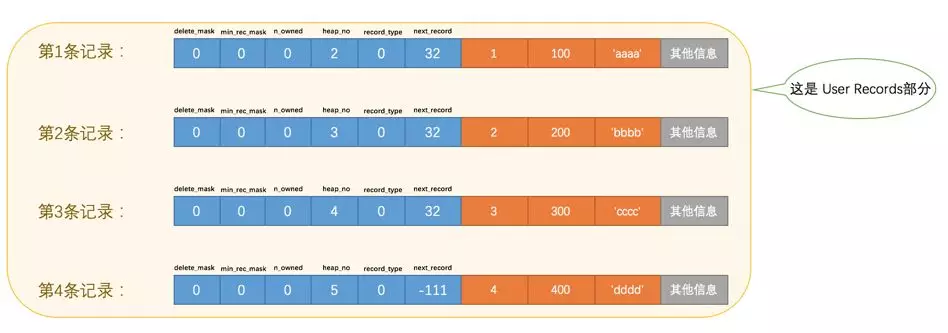 delete_mask min_rec_mask n_owned heap_no record_type next_record
第1条记录： 0 0 0 2 0 32 1 100 'aaaa' 其他信息
这是 User Records部分
delete_mask min_rec_mask n_owned heap_no record_type next_record
第2条记录： 0 0 0 3 0 32 2 200 'bbbb' 其他信息
delete_mask min_rec_mask n_owned heap_no record_type next_record
第3条记录： 0 0 0 4 0 32 3 300 'cccc' 其他信息
delete_mask min_rec_mask n_owned heap_no record_type next_record
第4条记录： 0 0 0 5 0 -111 4 400 'dddd' 其他信息